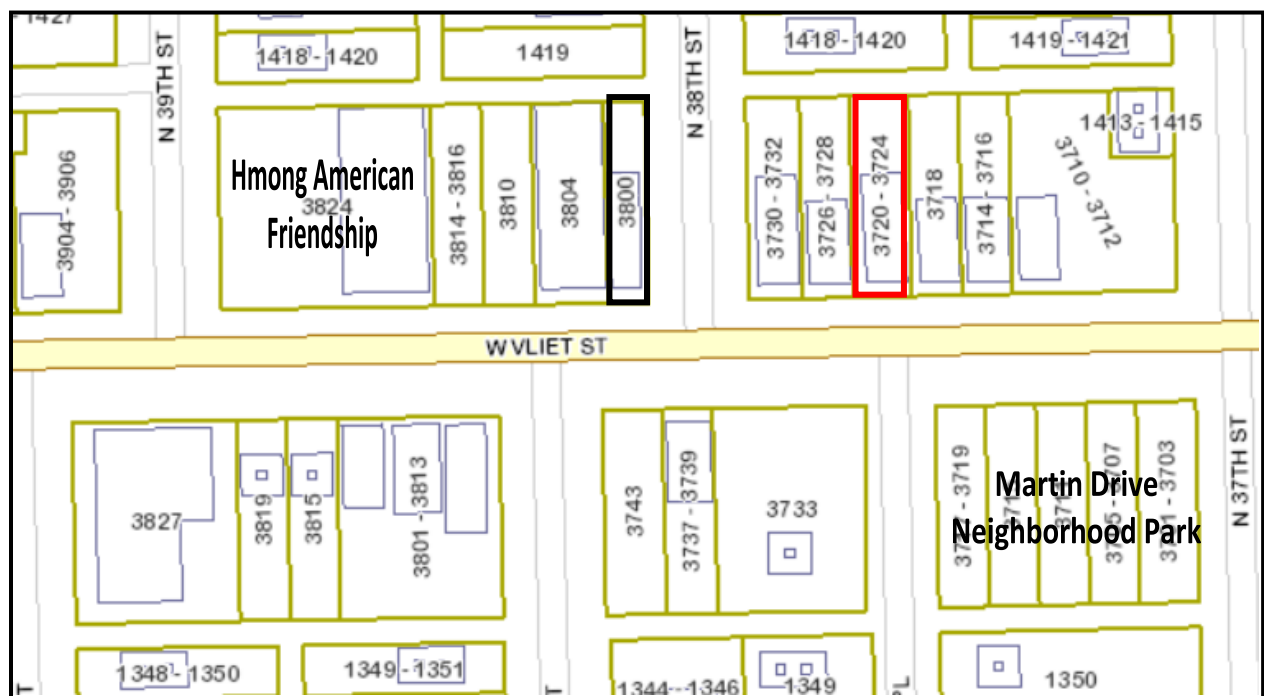 - 1427
N 39TH ST
1418 - 1420
1419
N 38TH ST
1418 - 1420
1419 - 1421
3904 - 3906
Hmong American
3824
Friendship
3814 - 3816
3810
3804
3800
3730 - 3732
3726 - 3728
3720 - 3724
3718
3714 - 3716
3710 - 3712
1413 - 1415
W VLIET ST
3827
3819
3815
3801 - 3813
3743
3737 - 3739
3733
3719
Martin Drive
Neighborhood Park
3707
3703
N 37TH ST
1348 - 1350
1349 - 1351
T
T
1344 - 1346
1349
PL
1350